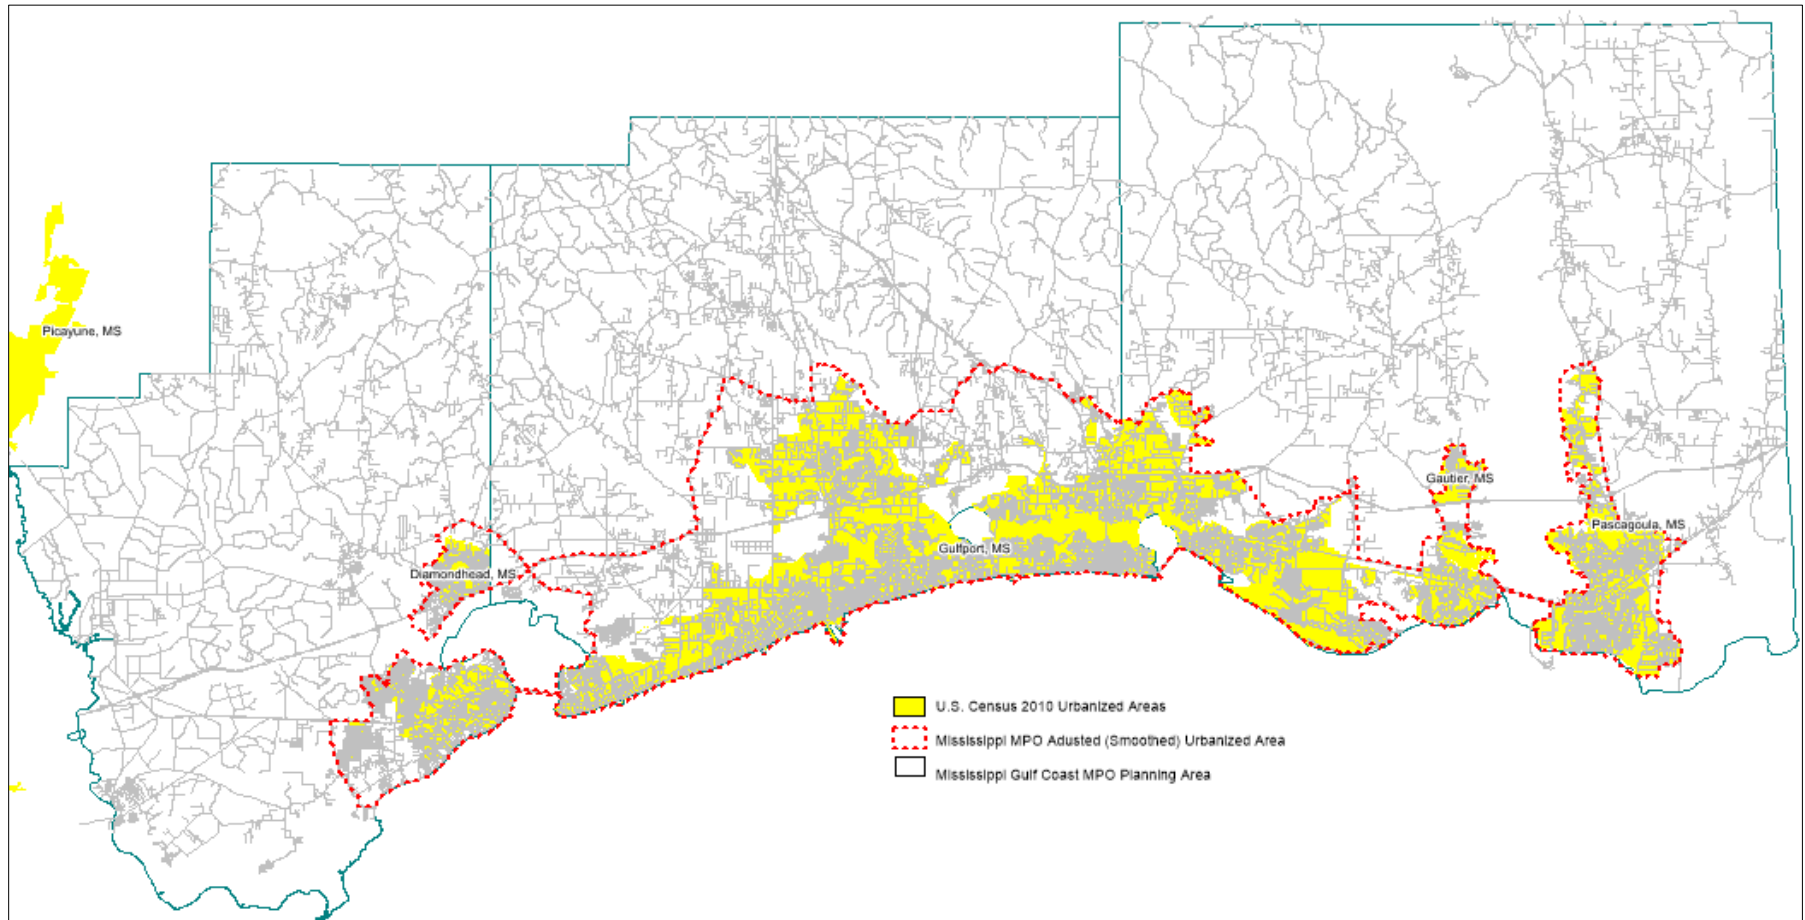 Picayune, MS
Gautier, MS
Pascagoula, MS
Gulfport, MS
Diamondhead, MS
U.S. Census 2010 Urbanized Areas
Mississippi MPO Adusted (Smoothed) Urbanized Area
Mississippi Gulf Coast MPO Planning Area